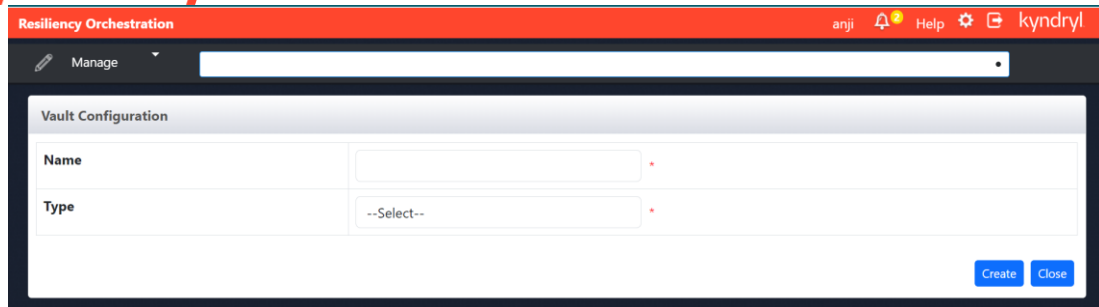 Resiliency Orchestration anji 2 Help kyndryl
Manage
Vault Configuration
Name *
Type --Select-- *
Create Close